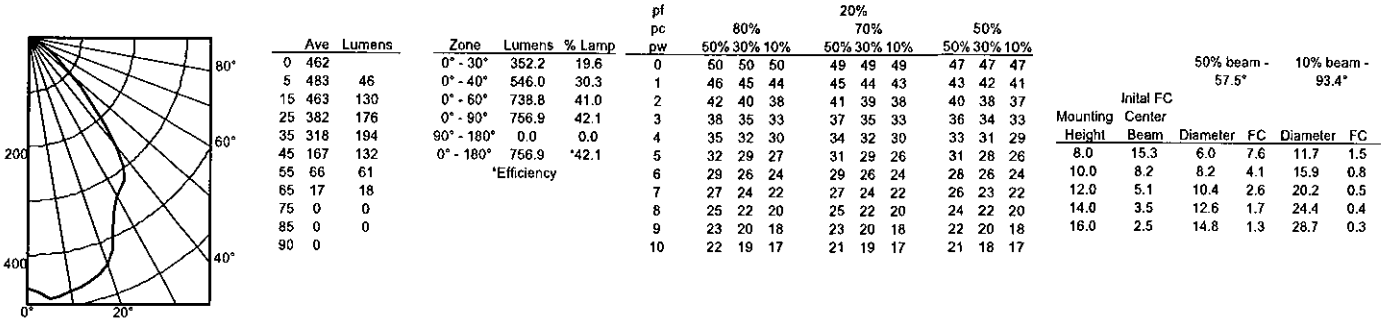 200
400
0°
20°
40°
60°
80°
Ave Lumens
0 462
5 483 46
15 463 130
25 382 176
35 318 194
45 167 132
55 66 61
65 17 18
75 0 0
85 0 0
90 0
Zone Lumens % Lamp
0° - 30° 352.2 19.6
0° - 40° 546.0 30.3
0° - 60° 738.8 41.0
0° - 90° 756.9 42.1
90° - 180° 0.0 0.0
0° - 180° 756.9 *42.1
*Efficiency
pf 20%
pc 80% 70% 50%
pw 50% 30% 10% 50% 30% 10% 50% 30% 10%
0 50 50 50 49 49 49 47 47 47
1 46 45 44 45 44 43 43 42 41
2 42 40 38 41 39 38 40 38 37
3 38 35 33 37 35 33 36 34 33
4 35 32 30 34 32 30 33 31 29
5 32 29 27 31 29 26 31 28 26
6 29 26 24 29 26 24 28 26 24
7 27 24 22 27 24 22 26 23 22
8 25 22 20 25 22 20 24 22 20
9 23 20 18 23 20 18 22 20 18
10 22 19 17 21 19 17 21 18 17
50% beam - 10% beam -
57.5° 93.4°
Inital FC
Mounting Center
Height Beam Diameter FC Diameter FC
8.0 15.3 6.0 7.6 11.7 1.5
10.0 8.2 8.2 4.1 15.9 0.8
12.0 5.1 10.4 2.6 20.2 0.5
14.0 3.5 12.6 1.7 24.4 0.4
16.0 2.5 14.8 1.3 28.7 0.3